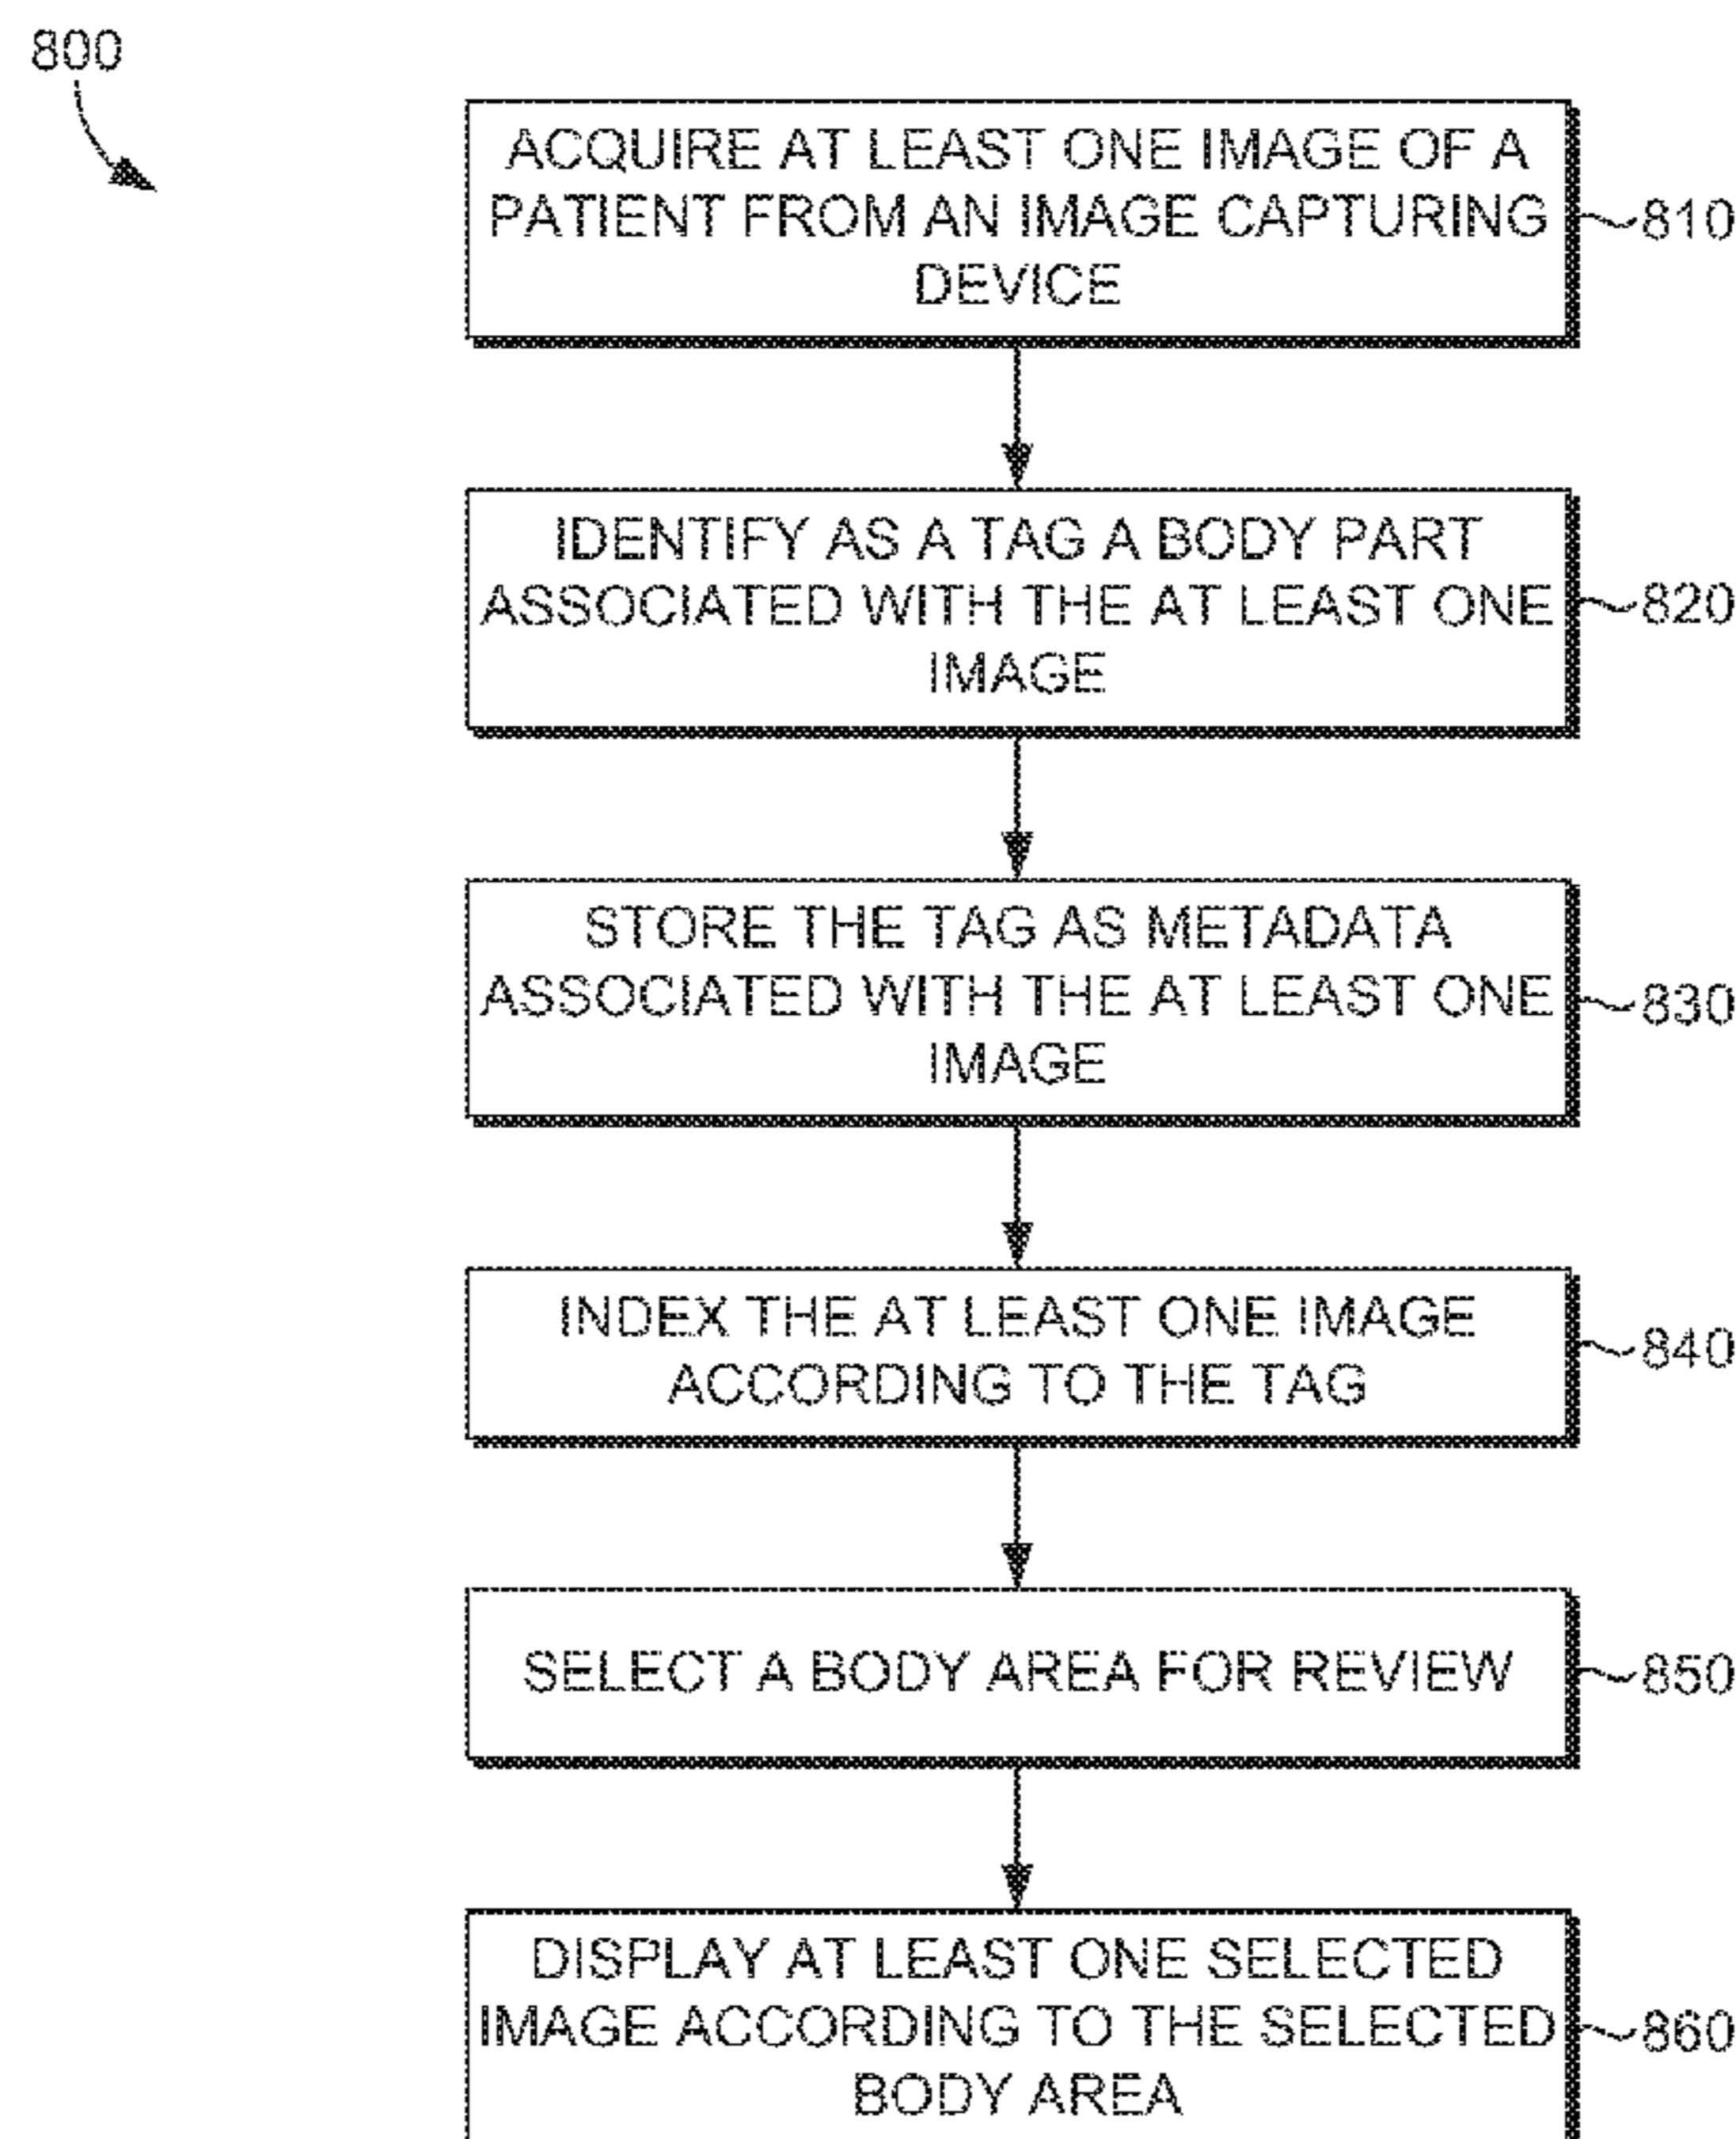 800
ACQUIRE AT LEAST ONE IMAGE OF A
PATIENT FROM AN IMAGE CAPTURING
DEVICE
810
IDENTIFY AS A TAG A BODY PART
ASSOCIATED WITH THE AT LEAST ONE
IMAGE
820
STORE THE TAG AS METADATA
ASSOCIATED WITH THE AT LEAST ONE
IMAGE
830
INDEX THE AT LEAST ONE IMAGE
ACCORDING TO THE TAG
840
SELECT A BODY AREA FOR REVIEW
850
DISPLAY AT LEAST ONE SELECTED
IMAGE ACCORDING TO THE SELECTED
BODY AREA
860